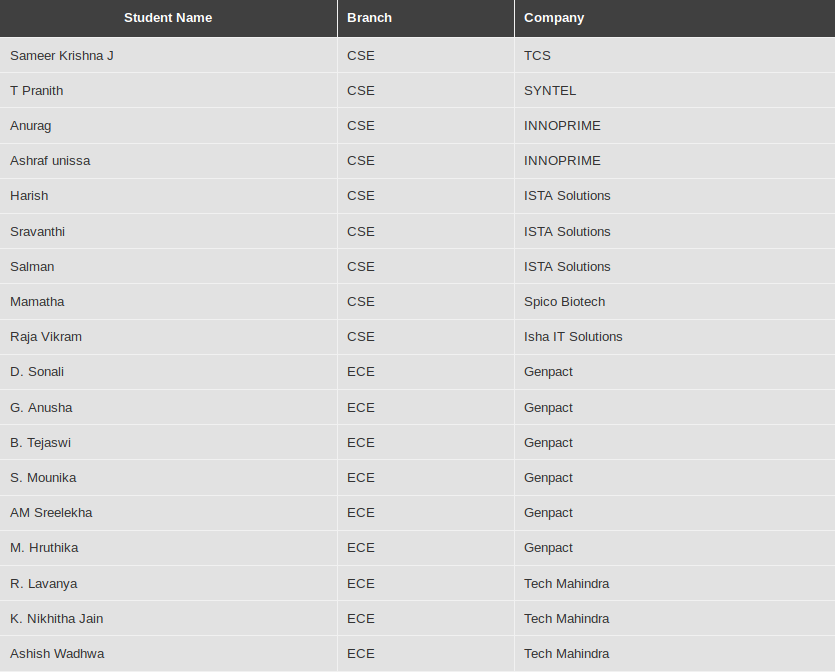 Student Name Branch Company
Sameer Krishna J CSE TCS
T Pranith CSE SYNTEL
Anurag CSE INNOPRIME
Ashraf unissa CSE INNOPRIME
Harish CSE ISTA Solutions
Sravanthi CSE ISTA Solutions
Salman CSE ISTA Solutions
Mamatha CSE Spico Biotech
Raja Vikram CSE Isha IT Solutions
D. Sonali ECE Genpact
G. Anusha ECE Genpact
B. Tejaswi ECE Genpact
S. Mounika ECE Genpact
AM Sreelekha ECE Genpact
M. Hruthika ECE Genpact
R. Lavanya ECE Tech Mahindra
K. Nikhitha Jain ECE Tech Mahindra
Ashish Wadhwa ECE Tech Mahindra